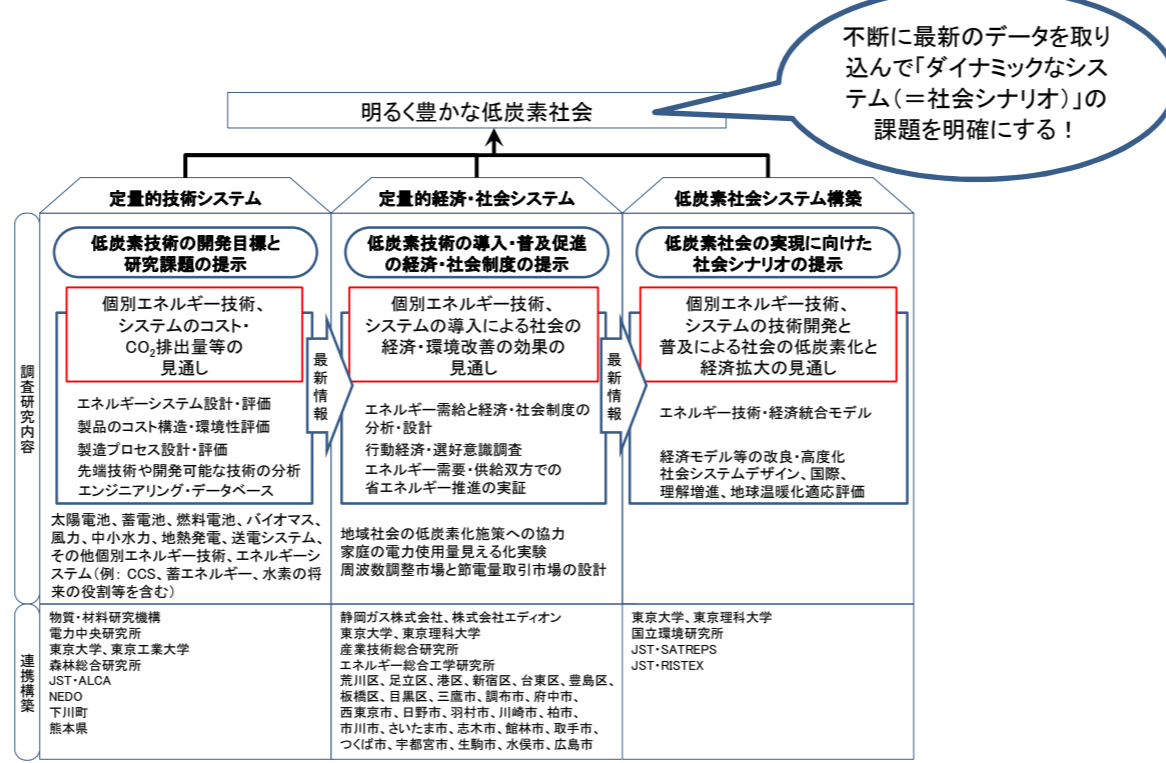 不断に最新のデータを取り
込んで「ダイナミックなシス
テム(=社会シナリオ)」の
課題を明確にする!
明るく豊かな低炭素社会
定量的技術システム
定量的経済・社会システム
低炭素社会システム構築
調査研究内容
低炭素技術の開発目標と
研究課題の提示
個別エネルギー技術、
システムのコスト・
CO₂排出量等の
見通し
エネルギーシステム設計・評価
製品のコスト構造・環境性評価
製造プロセス設計・評価
先端技術や開発可能な技術の分析
エンジニアリング・データベース
太陽電池、蓄電池、燃料電池、バイオマス、
風力、中小水力、地熱発電、送電システム、
その他個別エネルギー技術、エネルギーシ
ステム(例: CCS、蓄エネルギー、水素の将
来の役割等を含む)
最新情報
低炭素技術の導入・普及促進
の経済・社会制度の提示
個別エネルギー技術、
システムの導入による社会の
経済・環境改善の効果の
見通し
エネルギー需給と経済・社会制度の
分析・設計
行動経済・選好意識調査
エネルギー需要・供給双方での
省エネルギー推進の実証
地域社会の低炭素化施策への協力
家庭の電力使用量見える化実験
周波数調整市場と節電量取引市場の設計
最新情報
低炭素社会の実現に向けた
社会シナリオの提示
個別エネルギー技術、
システムの技術開発と
普及による社会の低炭素化と
経済拡大の見通し
エネルギー技術・経済統合モデル
経済モデル等の改良・高度化
社会システムデザイン、国際、
理解増進、地球温暖化適応評価
連携構築
物質・材料研究機構
電力中央研究所
東京大学、東京工業大学
森林総合研究所
JST・ALCA
NEDO
下川町
熊本県
静岡ガス株式会社、株式会社エディオン
東京大学、東京理科大学
産業技術総合研究所
エネルギー総合工学研究所
荒川区、足立区、港区、新宿区、台東区、豊島区、
板橋区、目黒区、三鷹市、調布市、府中市、
西東京市、日野市、羽村市、川崎市、柏市、
市川市、さいたま市、志木市、館林市、取手市、
つくば市、宇都宮市、生駒市、水俣市、広島市
東京大学、東京理科大学
国立環境研究所
JST・SATREPS
JST・RISTEX